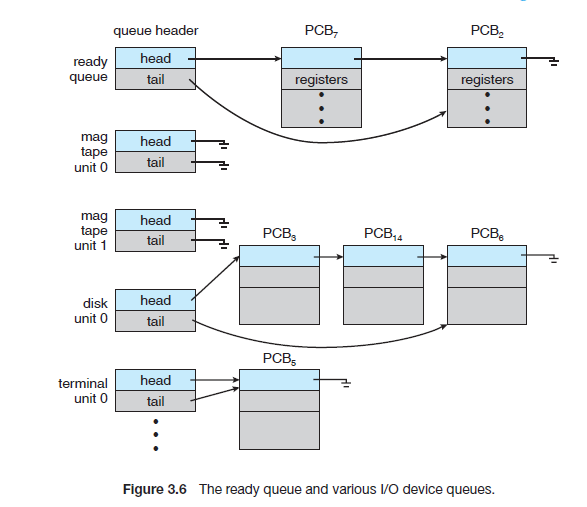 queue header
PCB7
PCB2
ready
queue
head
tail
registers
registers
mag
tape
unit 0
head
tail
mag
tape
unit 1
head
tail
PCB3
PCB14
PCB6
disk
unit 0
head
tail
PCB5
terminal
unit 0
head
tail
Figure 3.6 The ready queue and various I/O device queues.